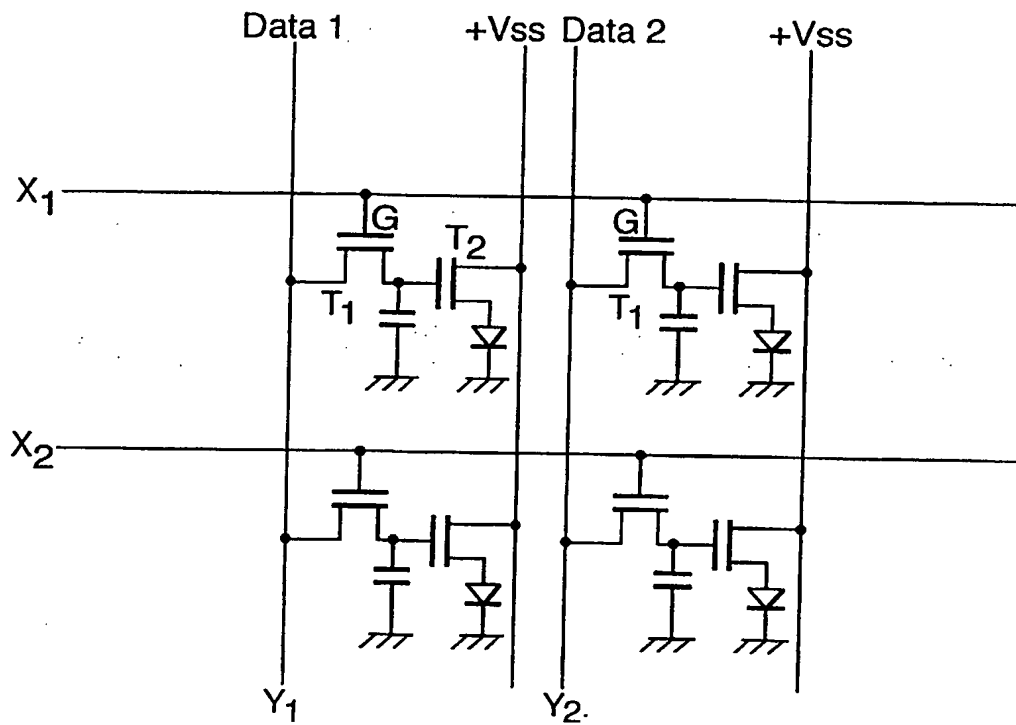 Data 1 +Vss Data 2 +Vss
X1
G G
T2
T1 T1
X2
Y1 Y2.